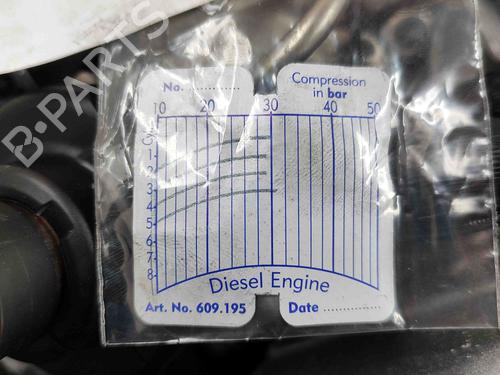 B-PARTS
No. ............
Compression
in bar
10 20 30 40 50
Cyl.
1
2
3
4
5
6
7
8
Diesel Engine
Art. No. 609.195
Date ...............